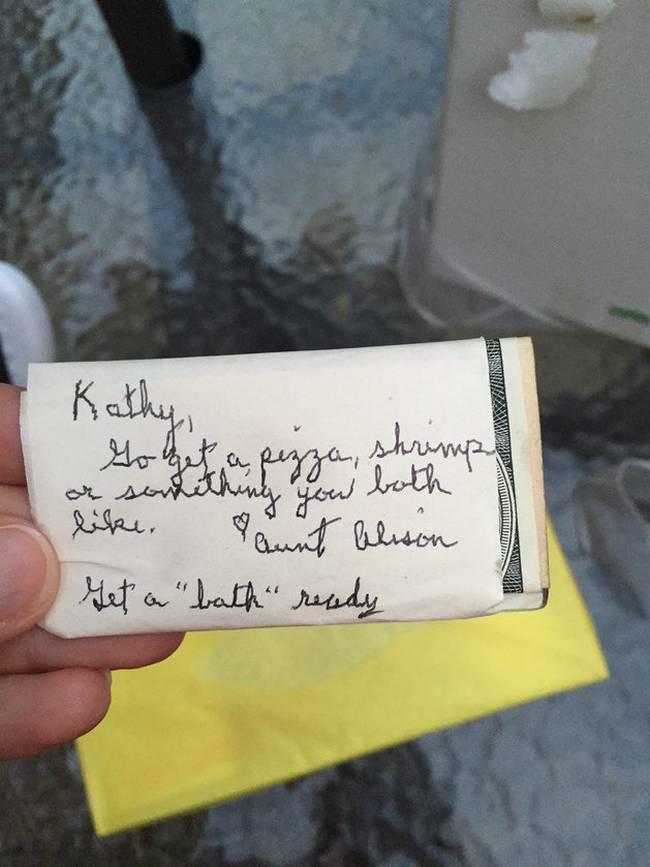 Kathy,
Go get a pizza, shrimp
or something you both
like. ♡ Aunt Alison
Get a "bath" ready